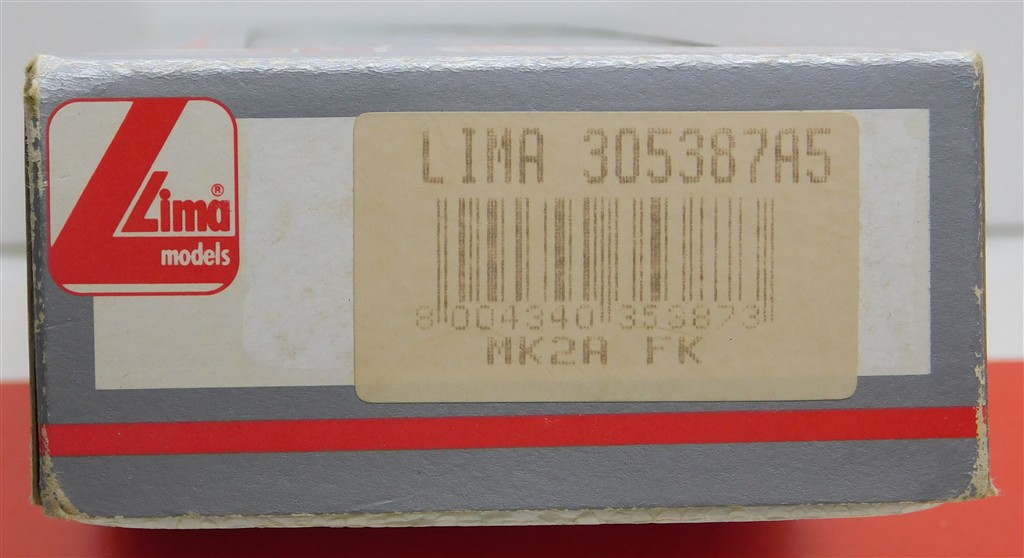 Lima®
models
LIMA 305387A5
8 004340 353873
MK2A FK